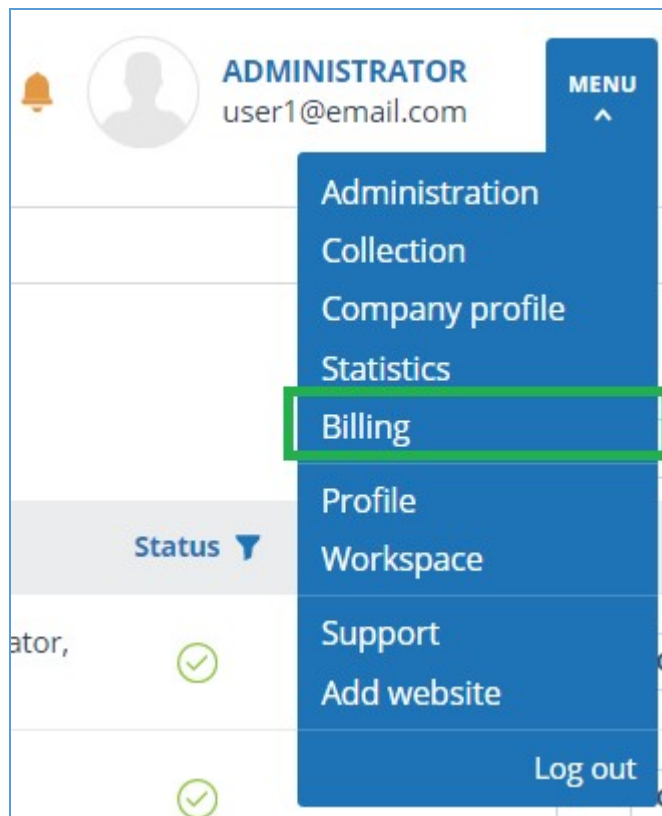 ADMINISTRATOR
user1@email.com
MENU
Administration
Collection
Company profile
Statistics
Billing
Profile
Status
Workspace
ator,
Support
Add website
Log out